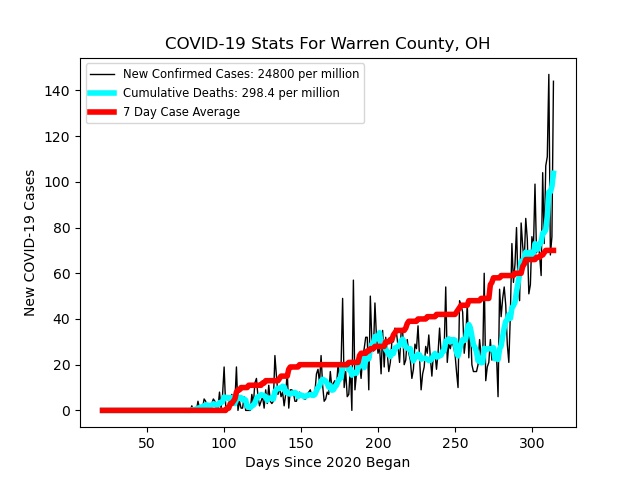 COVID-19 Stats For Warren County, OH
New Confirmed Cases: 24800 per million
Cumulative Deaths: 298.4 per million
7 Day Case Average
New COVID-19 Cases
140
120
100
80
60
40
20
0
50 100 150 200 250 300
Days Since 2020 Began